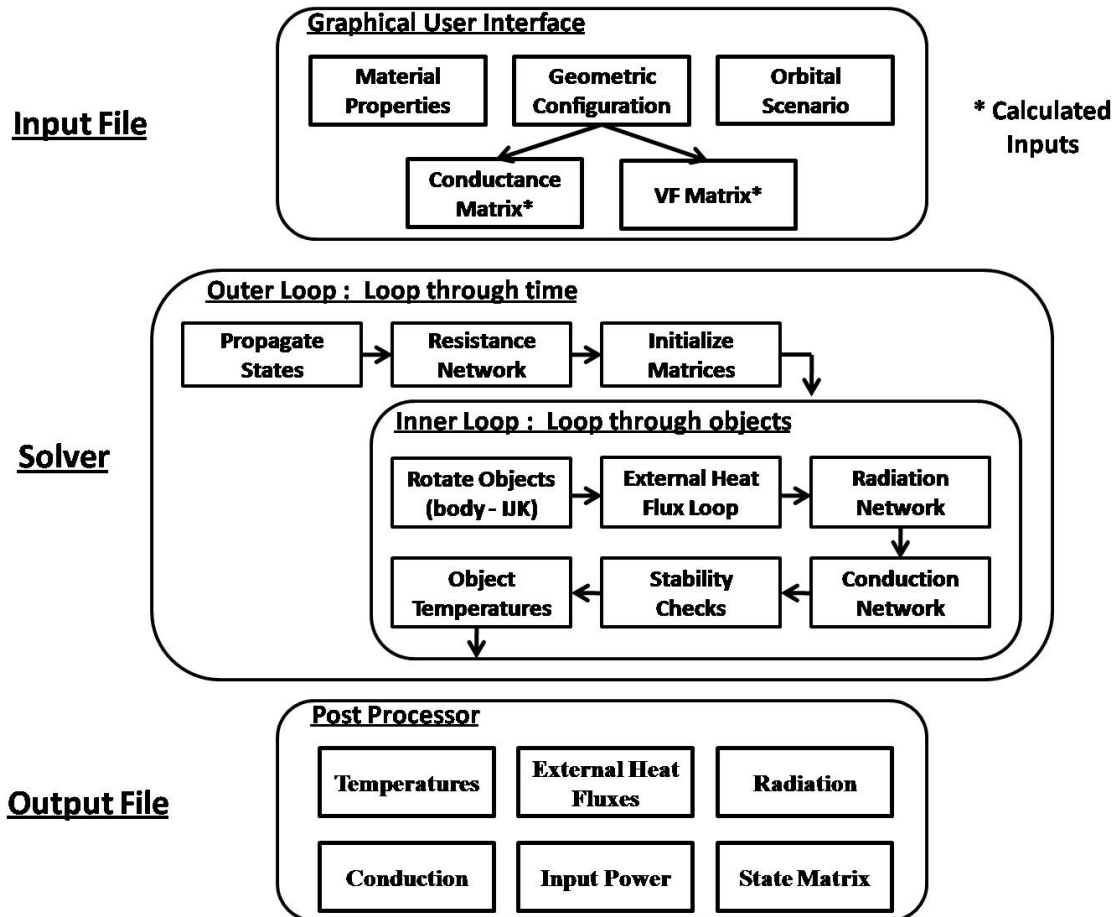 Graphical User Interface
Material
Properties
Geometric
Configuration
Orbital
Scenario
Input File
* Calculated
Inputs
Conductance
Matrix*
VF Matrix*
Outer Loop : Loop through time
Propagate
States
Resistance
Network
Initialize
Matrices
Inner Loop : Loop through objects
Solver
Rotate Objects
(body - IJK)
External Heat
Flux Loop
Radiation
Network
Object
Temperatures
Stability
Checks
Conduction
Network
Post Processor
Temperatures
External Heat
Fluxes
Radiation
Output File
Conduction
Input Power
State Matrix